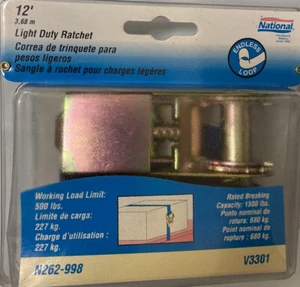 12'
3,68 m
Light Duty Ratchet
Correa de trinquete para
pesos ligeros
Sangle à rochet pour charges légères
National
ENDLESS
LOOP
Working Load Limit:
500 lbs.
Límite de carga:
227 kg.
Charge d'utilisation :
227 kg.
Rated Breaking
Capacity: 1500 lbs.
Punto nominal de
rotura: 680 kg.
Point nominal de
rupture : 680 kg.
N262-998
V3301